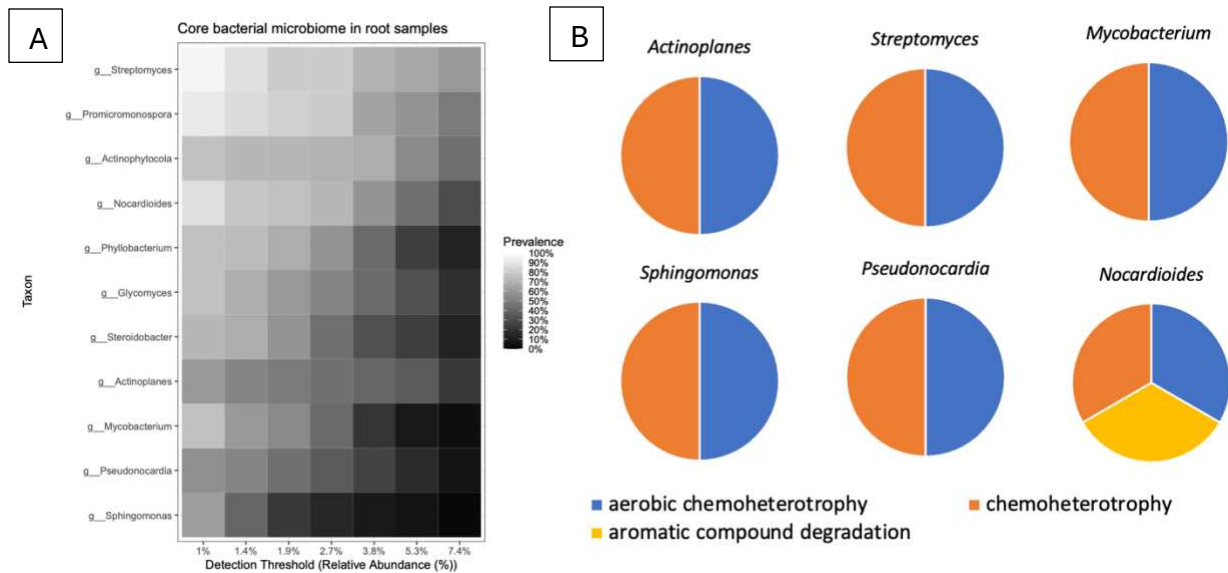 A
Core bacterial microbiome in root samples
Taxon
g__Streptomyces
g__Promicromonospora
g__Actinophytocola
g__Nocardioides
g__Phyllobacterium
g__Glycomyces
g__Steroidobacter
g__Actinoplanes
g__Mycobacterium
g__Pseudonocardia
g__Sphingomonas
1% 1.4% 1.9% 2.7% 3.8% 5.3% 7.4%
Detection Threshold (Relative Abundance (%))
Prevalence
100%
90%
80%
70%
60%
50%
40%
30%
20%
10%
0%
B
Actinoplanes Streptomyces Mycobacterium
Sphingomonas Pseudonocardia Nocardioides
aerobic chemoheterotrophy chemoheterotrophy
aromatic compound degradation